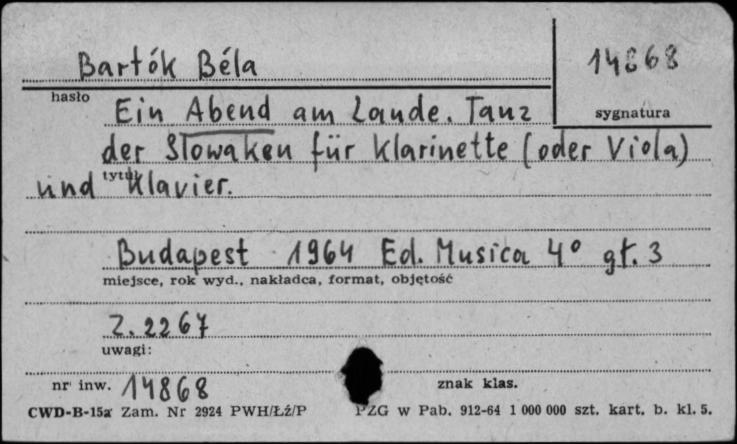 Bartók Béla
14868
hasło
sygnatura
Ein Abend am Lande. Tanz
der Slowaken für Klarinette (oder Viola)
tytuł
und Klavier.
Budapest 1964 Ed. Musica 4° gł. 3
miejsce, rok wyd., nakładca, format, objętość
Z. 2267
uwagi:
nr inw. 14868 znak klas.
CWD-B-15a Zam. Nr 2924 PWH/Łź/P PZG w Pab. 912-64 1 000 000 szt. kart. b. kl. 5.